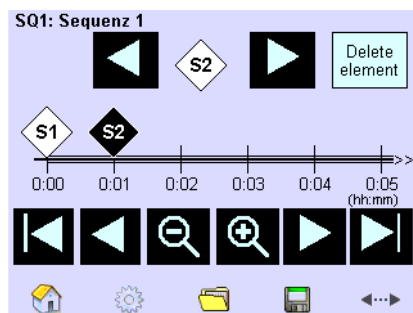 SQ1: Sequenz 1
S2
Delete
element
S1 S2
>>
0:00 0:01 0:02 0:03 0:04 0:05
(hh:mm)